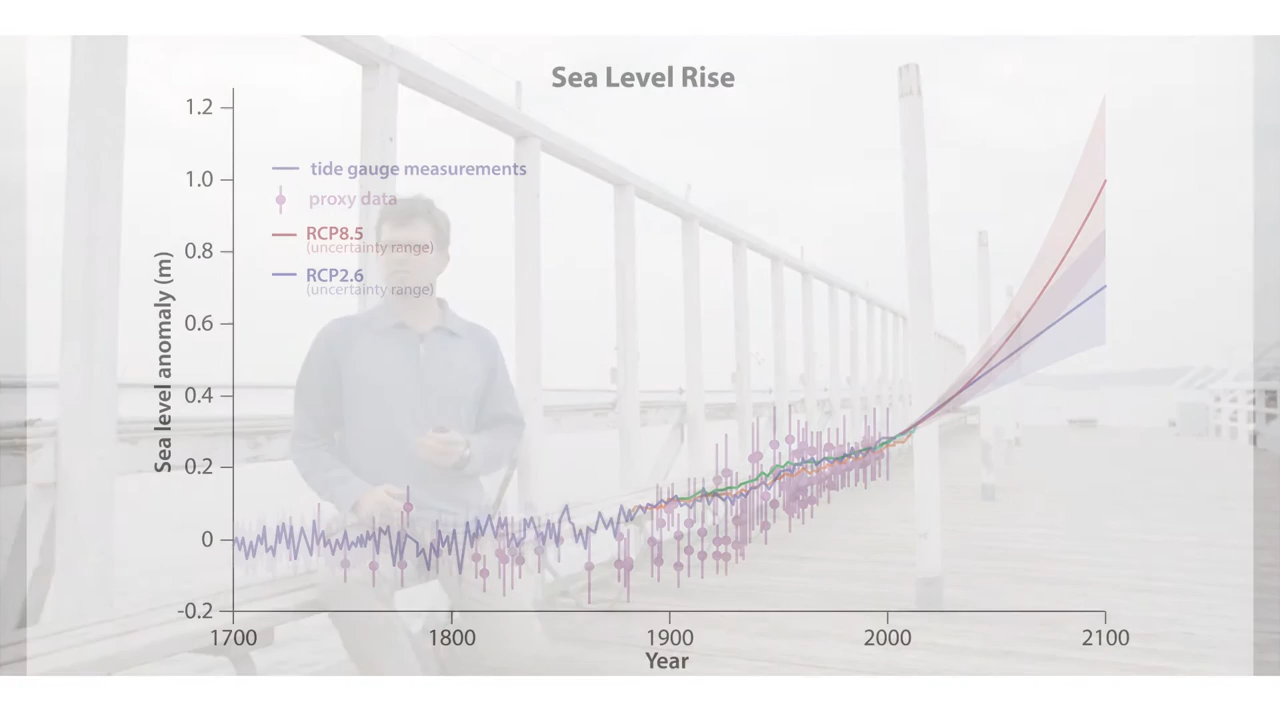 Sea Level Rise
1.2
1.0
0.8
0.6
0.4
0.2
0
-0.2
Sea level anomaly (m)
tide gauge measurements
proxy data
RCP8.5
(uncertainty range)
RCP2.6
(uncertainty range)
1700 1800 1900 2000 2100
Year